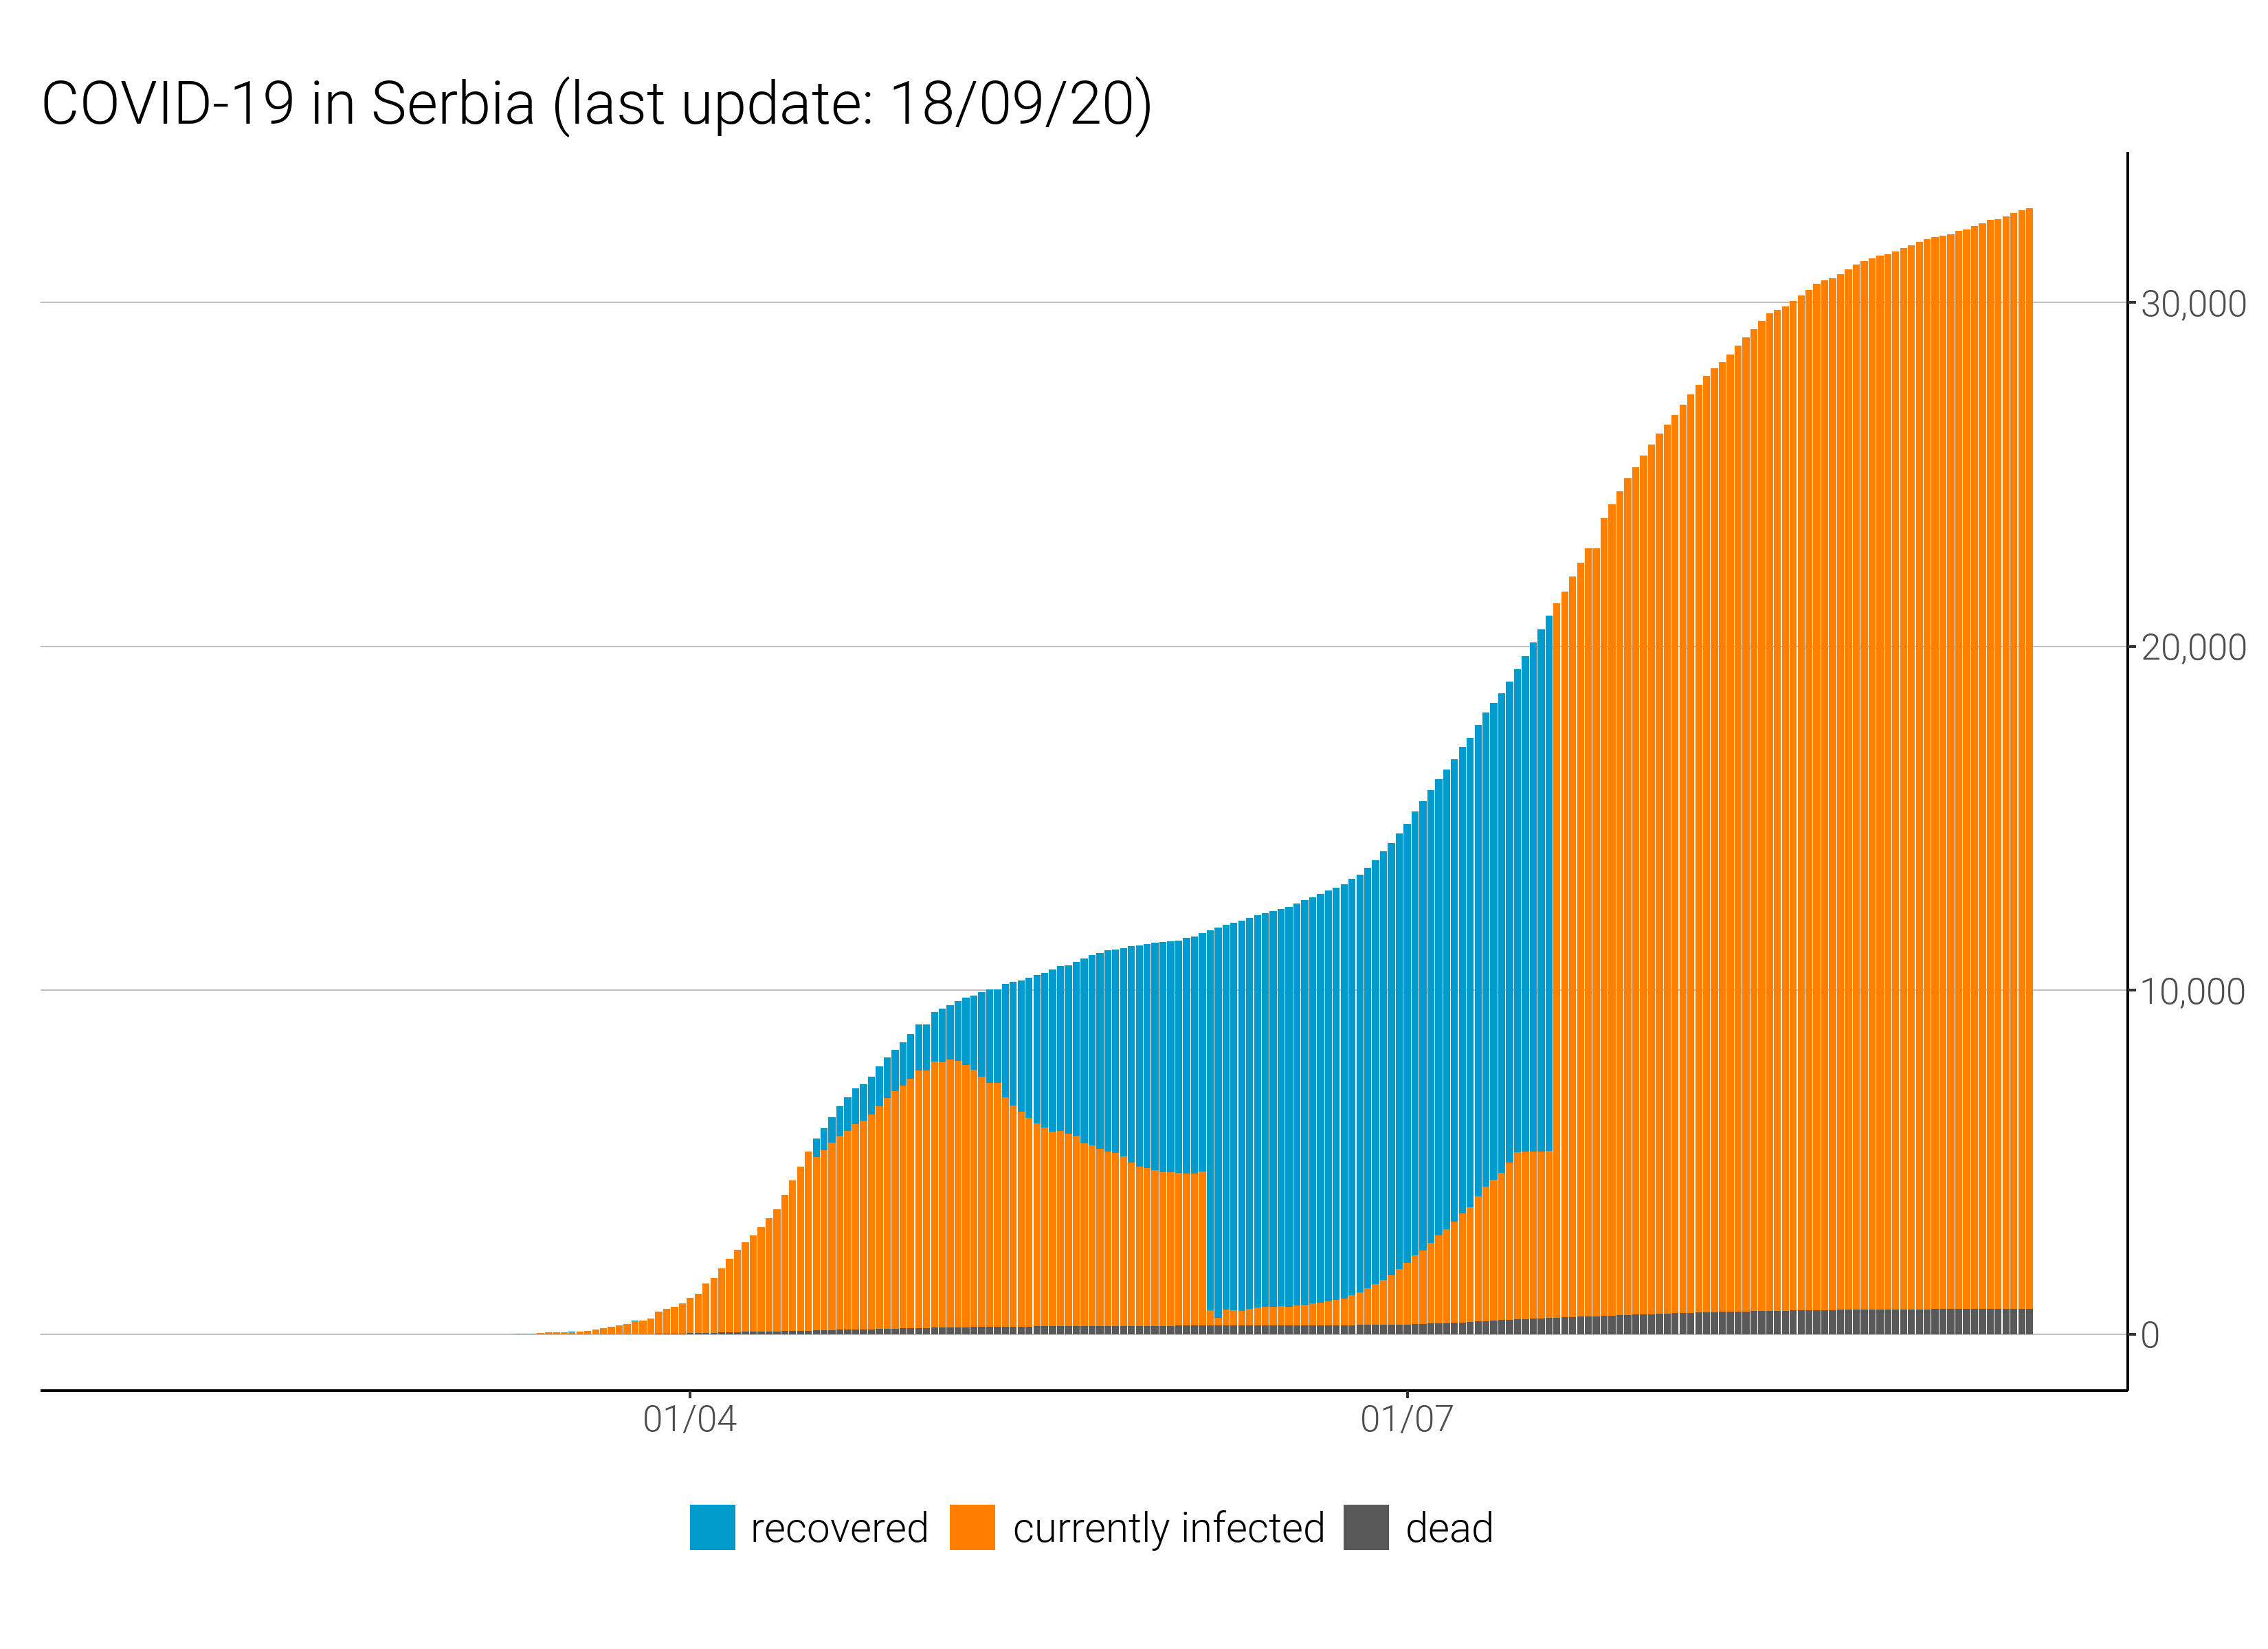 COVID-19 in Serbia (last update: 18/09/20)
30,000
20,000
10,000
0
01/04 01/07
recovered currently infected dead